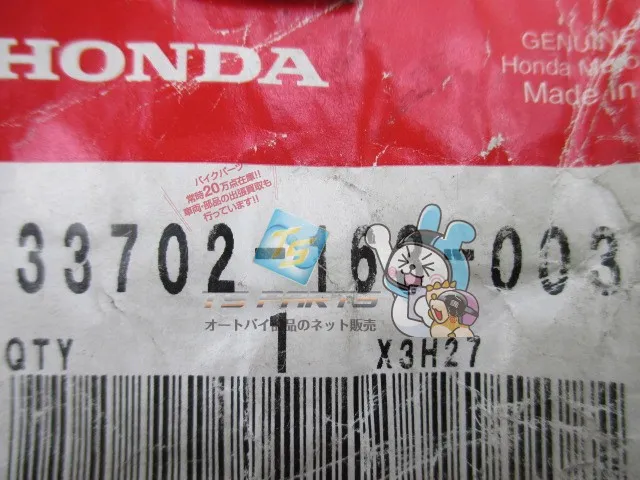 HONDA
GENUINE
Honda Moto
Made in
バイクパーツ
常時20万点在庫!!
車両・部品の出張買取も
行っています!!
33702-16 -003
TS PARTS
オートバイ部品のネット販売
QTY 1 X3H27